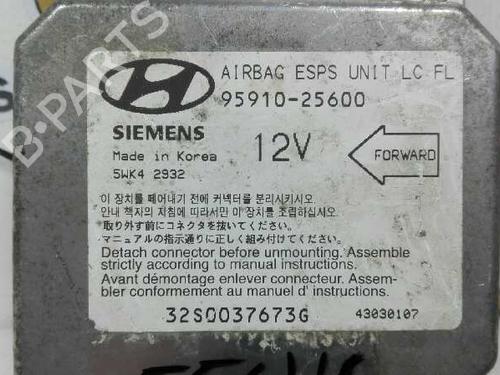 AIRBAG ESPS UNIT LC FL
95910-25600
SIEMENS
Made in Korea
5WK4 2932
12V
FORWARD
이 장치를 떼어내기 전에 커넥터를 분리시키시오.
안내 책자의 지침에 따라서만 이 장치를 조립하십시오.
取り外す前にコネクタを抜いてください。
マニュアルの指示通りに正しく組み付けてください。
Detach connector before unmounting. Assemble
strictly according to manual instructions.
Avant démontage enlever connecteur. Assem-
bler conformement au manuel d' instructions.
32S0037673G
43030107
B-PARTS